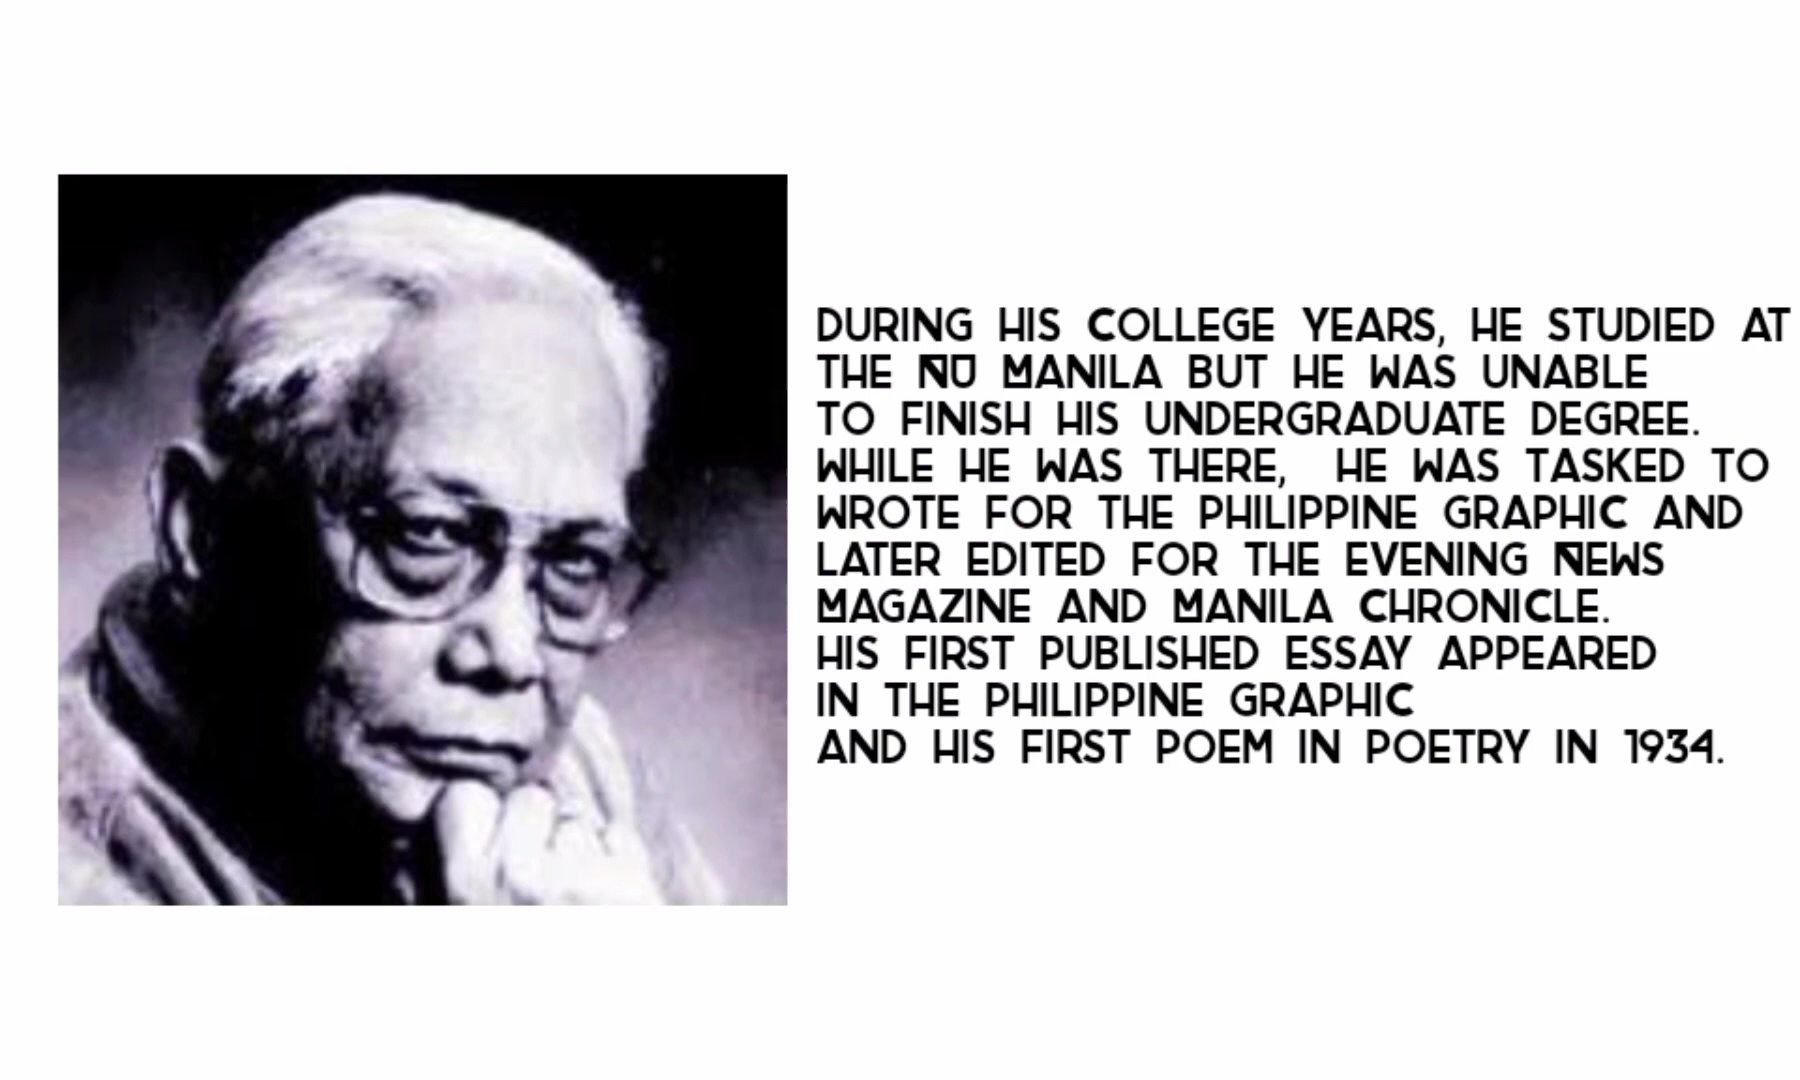 DURING HIS COLLEGE YEARS, HE STUDIED AT
THE NU MANILA BUT HE WAS UNABLE
TO FINISH HIS UNDERGRADUATE DEGREE.
WHILE HE WAS THERE, HE WAS TASKED TO
WROTE FOR THE PHILIPPINE GRAPHIC AND
LATER EDITED FOR THE EVENING NEWS
MAGAZINE AND MANILA CHRONICLE.
HIS FIRST PUBLISHED ESSAY APPEARED
IN THE PHILIPPINE GRAPHIC
AND HIS FIRST POEM IN POETRY IN 1934.